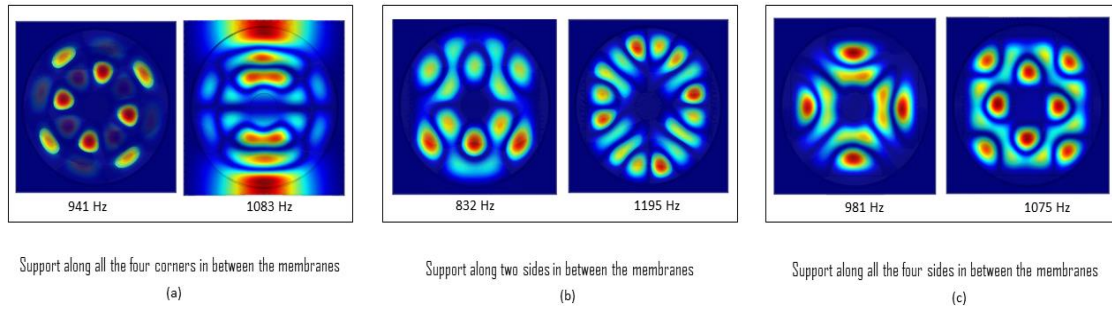 941 Hz
1083 Hz
832 Hz
1195 Hz
981 Hz
1075 Hz
Support along all the four corners in between the membranes
(a)
Support along two sides in between the membranes
(b)
Support along all the four sides in between the membranes
(c)